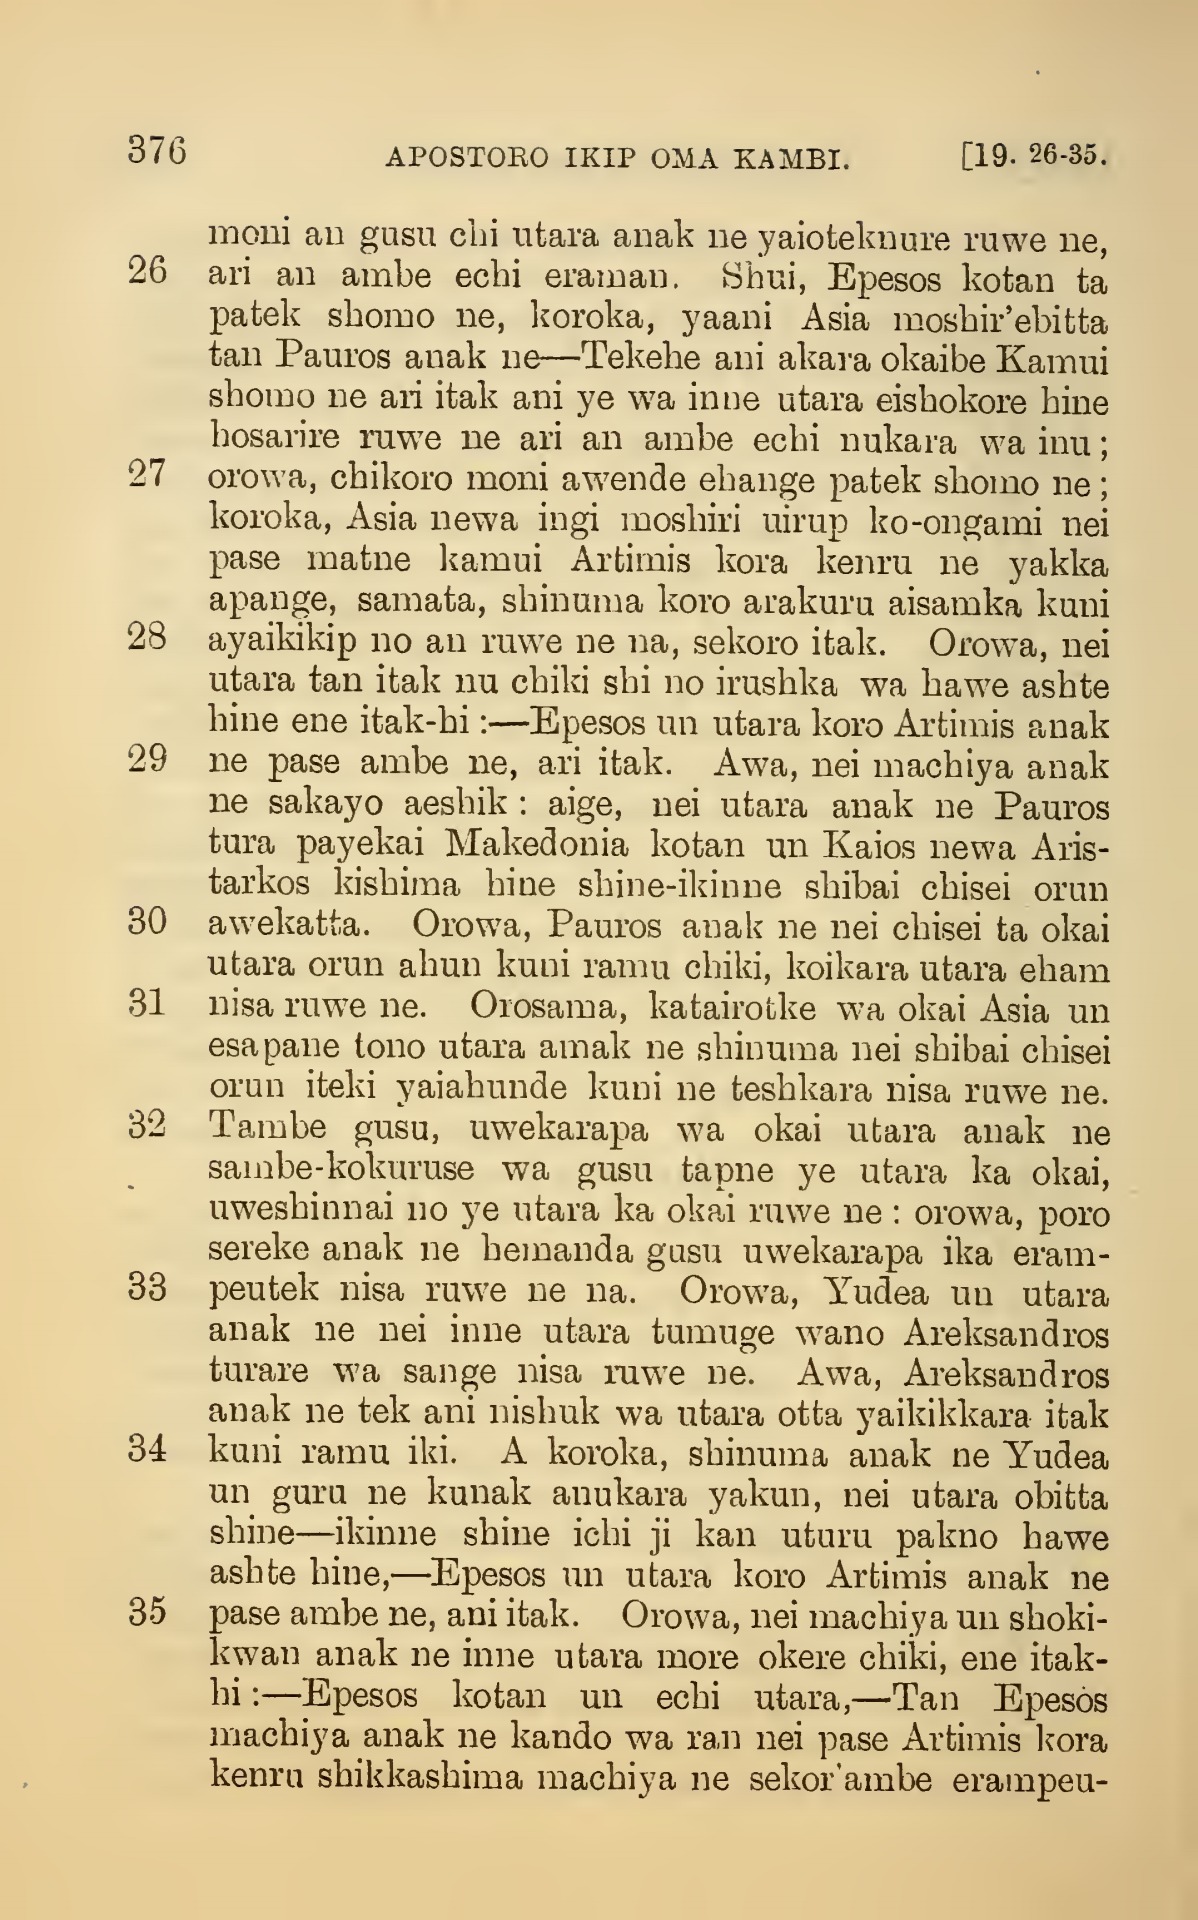 376 APOSTORO IKIP OMA KAMBI. [19. 26-35.
moni an gusu chi utara anak ne yaioteknure ruwe ne,
26 ari an ambe echi eraman. Shui, Epesos kotan ta
patek shomo ne, koroka, yaani Asia moshir'ebitta
tan Pauros anak ne—Tekehe ani akara okaibe Kamui
shomo ne ari itak ani ye wa inne utara eishokore hine
hosarire ruwe ne ari an ambe echi nukara wa inu;
27 orowa, chikoro moni awende ehange patek shomo ne;
koroka, Asia newa ingi moshiri uirup ko-ongami nei
pase matne kamui Artimis kora kenru ne yakka
apange, samata, shinuma koro arakuru aisamka kuni
28 ayaikikip no an ruwe ne na, sekoro itak. Orowa, nei
utara tan itak nu chiki shi no irushka wa hawe ashte
hine ene itak-hi:—Epesos un utara koro Artimis anak
29 ne pase ambe ne, ari itak. Awa, nei machiya anak
ne sakayo aeshik: aige, nei utara anak ne Pauros
tura payekai Makedonia kotan un Kaios newa Aris-
tarkos kishima hine shine-ikinne shibai chisei orun
30 awekatta. Orowa, Pauros anak ne nei chisei ta okai
utara orun ahun kuni ramu chiki, koikara utara eham
31 nisa ruwe ne. Orosama, katairotke wa okai Asia un
esapane tono utara amak ne shinuma nei shibai chisei
orun iteki yaiahunde kuni ne teshkara nisa ruwe ne.
32 Tambe gusu, uwekarapa wa okai utara anak ne
sambe-kokuruse wa gusu tapne ye utara ka okai,
uweshinnai no ye utara ka okai ruwe ne: orowa, poro
sereke anak ne hemanda gusu uwekarapa ika eram-
33 peutek nisa ruwe ne na. Orowa, Yudea un utara
anak ne nei inne utara tumuge wano Areksandros
turare wa sange nisa ruwe ne. Awa, Areksandros
anak ne tek ani nishuk wa utara otta yaikikkara itak
34 kuni ramu iki. A koroka, shinuma anak ne Yudea
un guru ne kunak anukara yakun, nei utara obitta
shine—ikinne shine ichi ji kan uturu pakno hawe
ashte hine,—Epesos un utara koro Artimis anak ne
35 pase ambe ne, ani itak. Orowa, nei machiya un shoki-
kwan anak ne inne utara more okere chiki, ene itak-
hi:—Epesos kotan un echi utara,—Tan Epesos
machiya anak ne kando wa ran nei pase Artimis kora
kenru shikkashima machiya ne sekor'ambe erampeu-